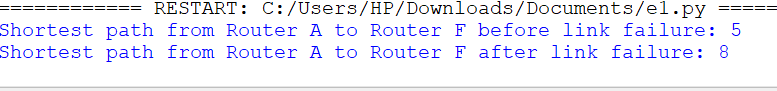 ============ RESTART: C:/Users/HP/Downloads/Documents/e1.py =====
Shortest path from Router A to Router F before link failure: 5
Shortest path from Router A to Router F after link failure: 8